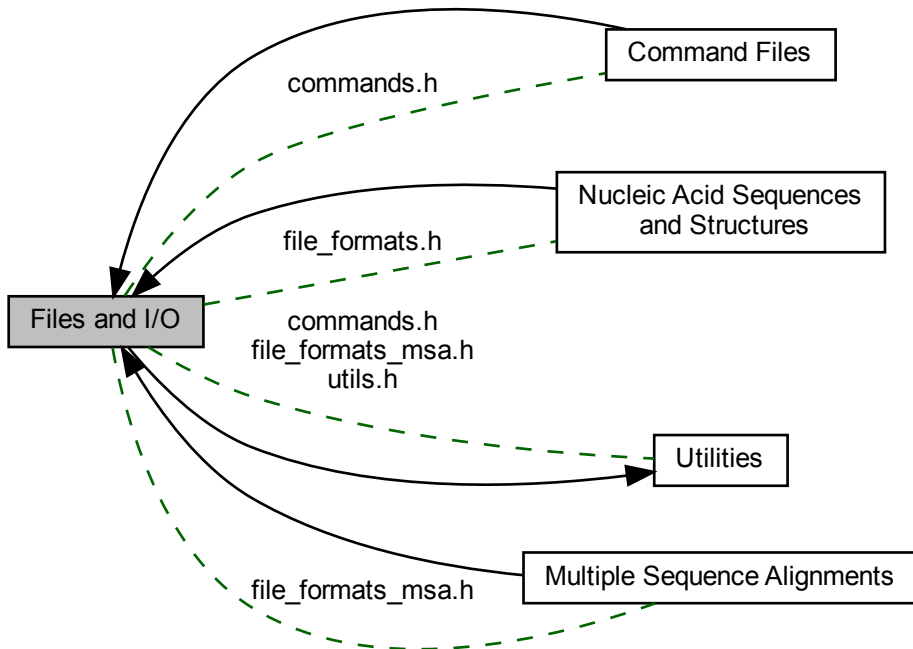 Command Files
commands.h
Nucleic Acid Sequences
and Structures
file_formats.h
Files and I/O
commands.h
file_formats_msa.h
utils.h
Utilities
Multiple Sequence Alignments
file_formats_msa.h